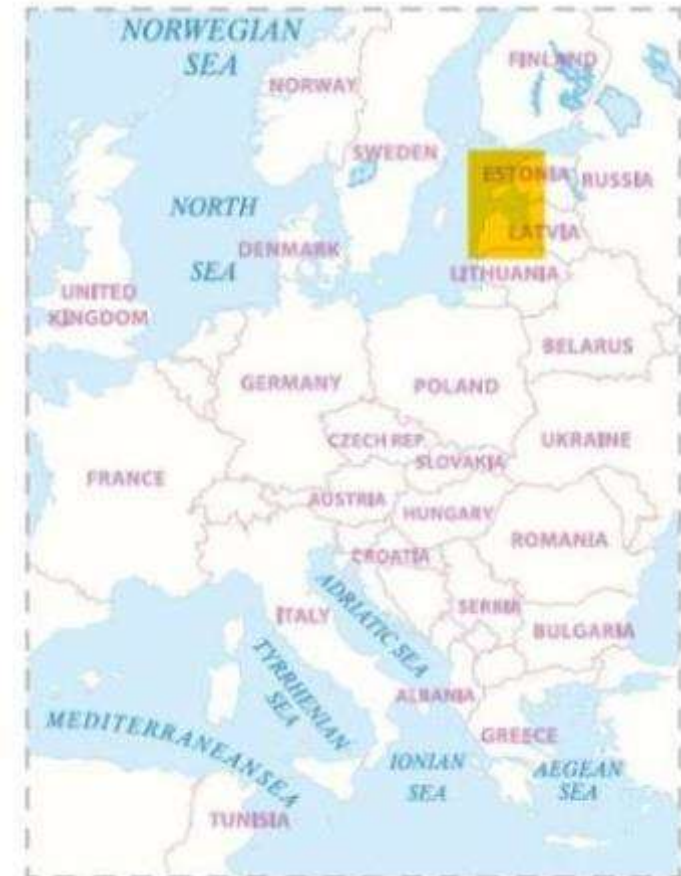 NORWEGIAN
SEA
FINLAND
NORWAY
SWEDEN
ESTONIA
RUSSIA
NORTH
SEA
LATVIA
DENMARK
LITHUANIA
UNITED
KINGDOM
BELARUS
GERMANY
POLAND
CZECH REP.
UKRAINE
SLOVAKIA
FRANCE
AUSTRIA
HUNGARY
ROMANIA
CROATIA
ADRIATIC SEA
ITALY
SERBIA
BULGARIA
TYRRHENIAN
SEA
ALBANIA
MEDITERRANEAN SEA
GREECE
IONIAN
SEA
AEGEAN
SEA
TUNISIA